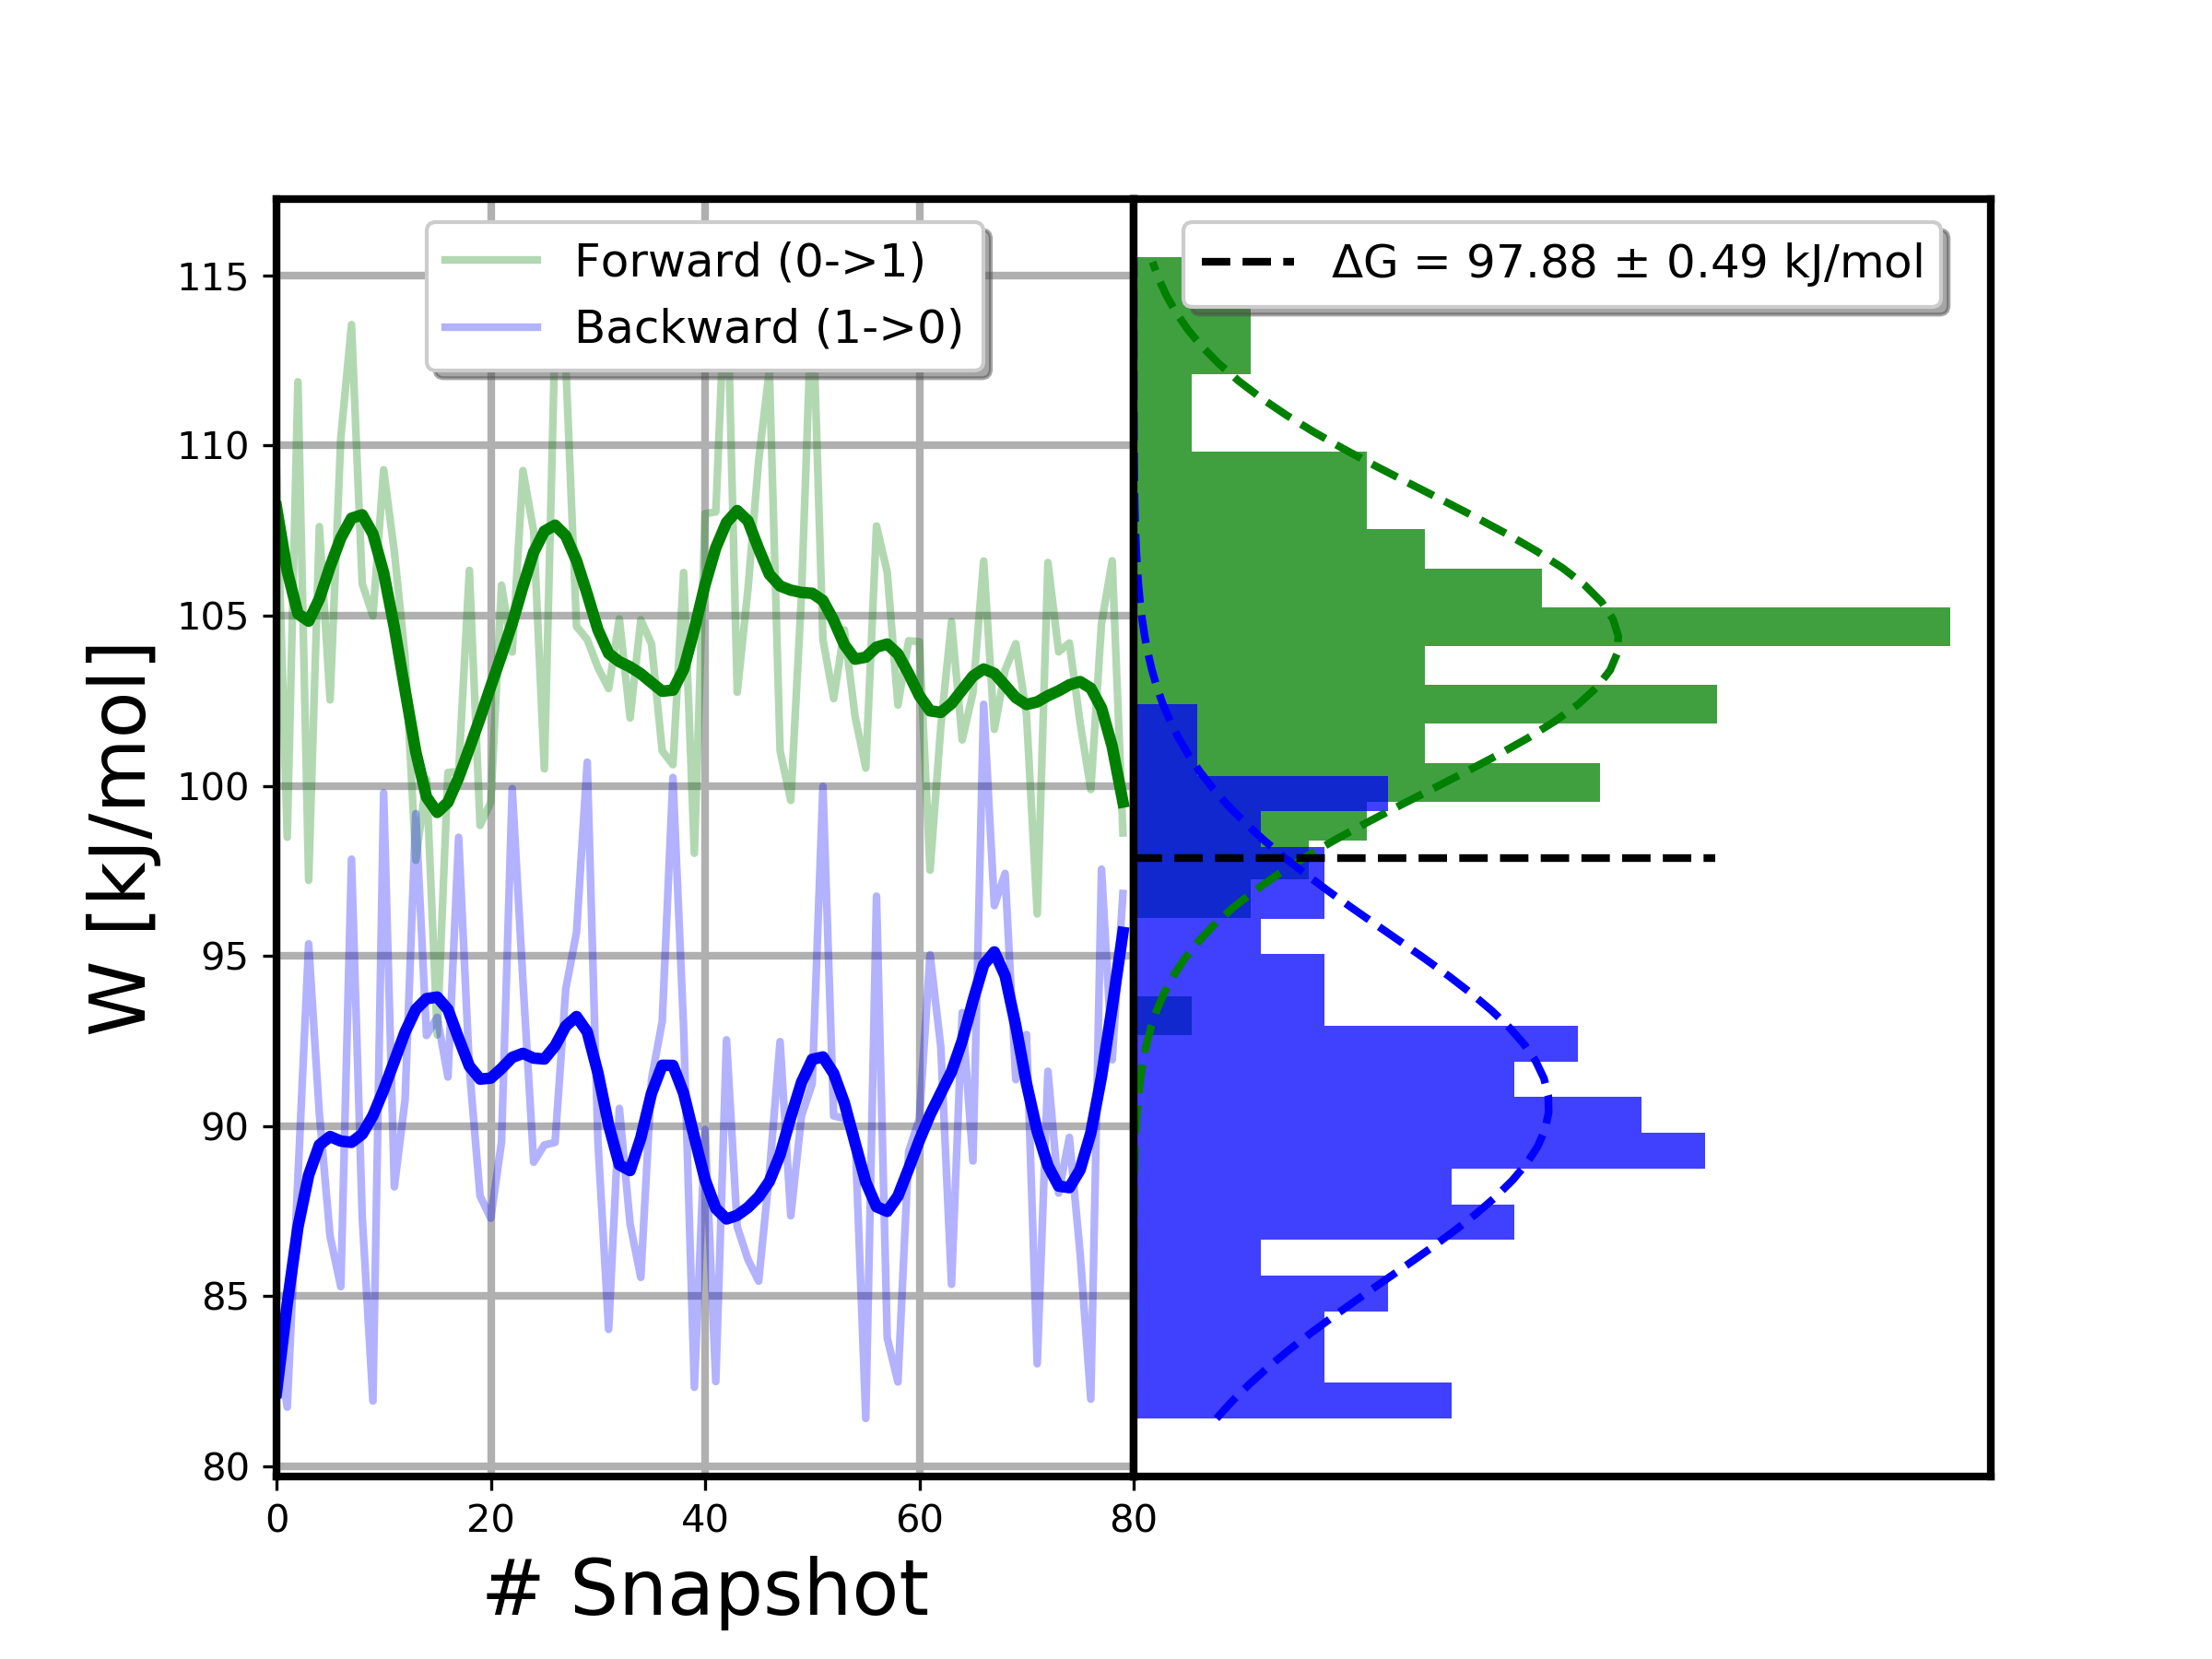 Forward (0->1)
Backward (1->0)
ΔG = 97.88 ± 0.49 kJ/mol
115
110
105
100
95
90
85
80
W [kJ/mol]
0 20 40 60 80
# Snapshot